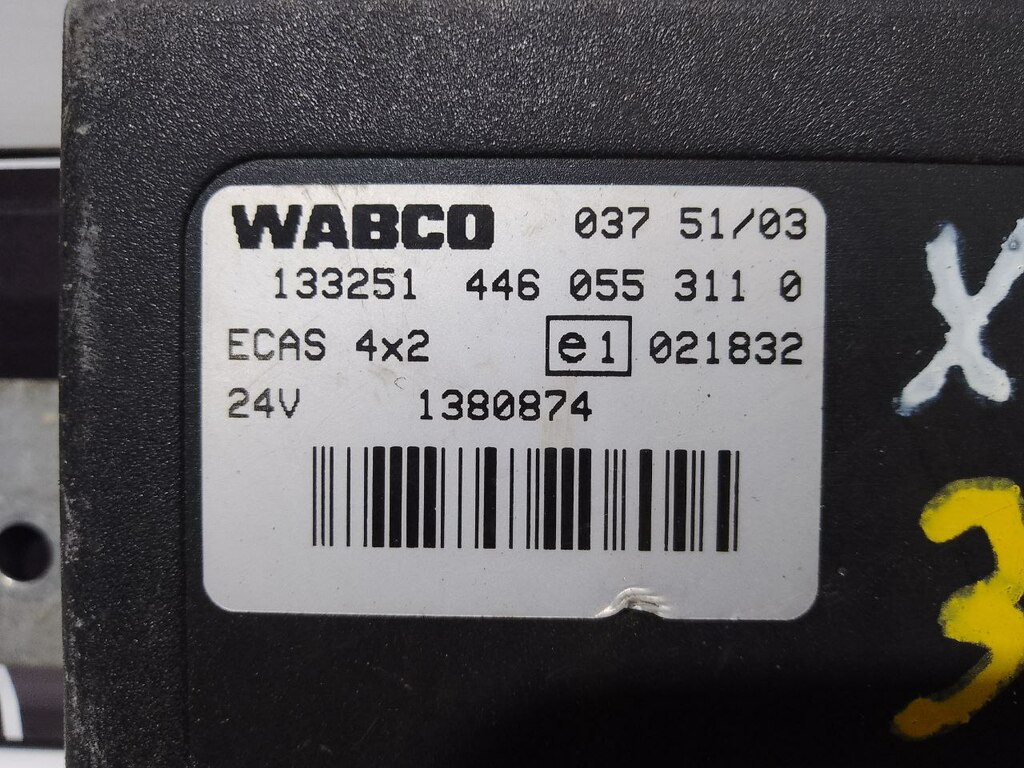 WABCO 037 51/03
133251 446 055 311 0
ECAS 4x2 e1 021832
24V 1380874
X
3